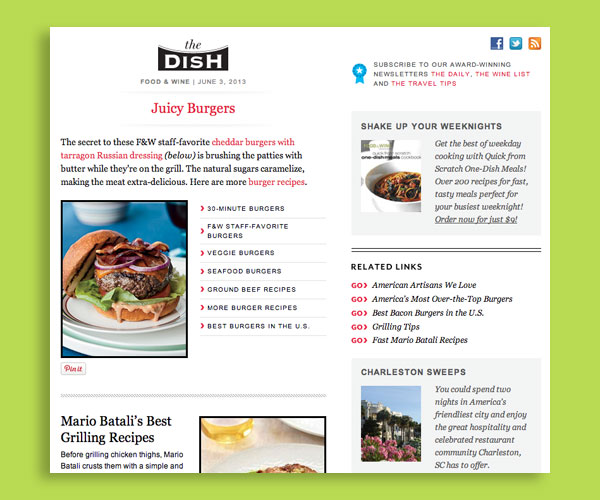 the
DISH
FOOD & WINE | JUNE 3, 2013
Juicy Burgers
The secret to these F&W staff-favorite cheddar burgers with
tarragon Russian dressing (below) is brushing the patties with
butter while they're on the grill. The natural sugars caramelize,
making the meat extra-delicious. Here are more burger recipes.
› 30-MINUTE BURGERS
› F&W STAFF-FAVORITE
BURGERS
› VEGGIE BURGERS
› SEAFOOD BURGERS
› GROUND BEEF RECIPES
› MORE BURGER RECIPES
› BEST BURGERS IN THE U.S.
Pin it
Mario Batali's Best
Grilling Recipes
Before grilling chicken thighs, Mario
Batali crusts them with a simple and
SUBSCRIBE TO OUR AWARD-WINNING
NEWSLETTERS THE DAILY, THE WINE LIST
AND THE TRAVEL TIPS
SHAKE UP YOUR WEEKNIGHTS
FOOD & WINE
quick from scratch
one-dish meals cookbook
Get the best of weekday
cooking with Quick from
Scratch One-Dish Meals!
Over 200 recipes for fast,
tasty meals perfect for
your busiest weeknight!
Order now for just $9!
RELATED LINKS
GO› American Artisans We Love
GO› America's Most Over-the-Top Burgers
GO› Best Bacon Burgers in the U.S.
GO› Grilling Tips
GO› Fast Mario Batali Recipes
CHARLESTON SWEEPS
You could spend two
nights in America's
friendliest city and enjoy
the great hospitality and
celebrated restaurant
community Charleston,
SC has to offer.